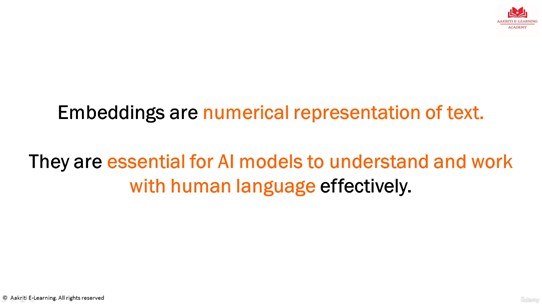 AAKRITI E-LEARNING
ACADEMY
Embeddings are numerical representation of text.
They are essential for AI models to understand and work
with human language effectively.
© Aakriti E-Learning. All rights reserved
Udemy